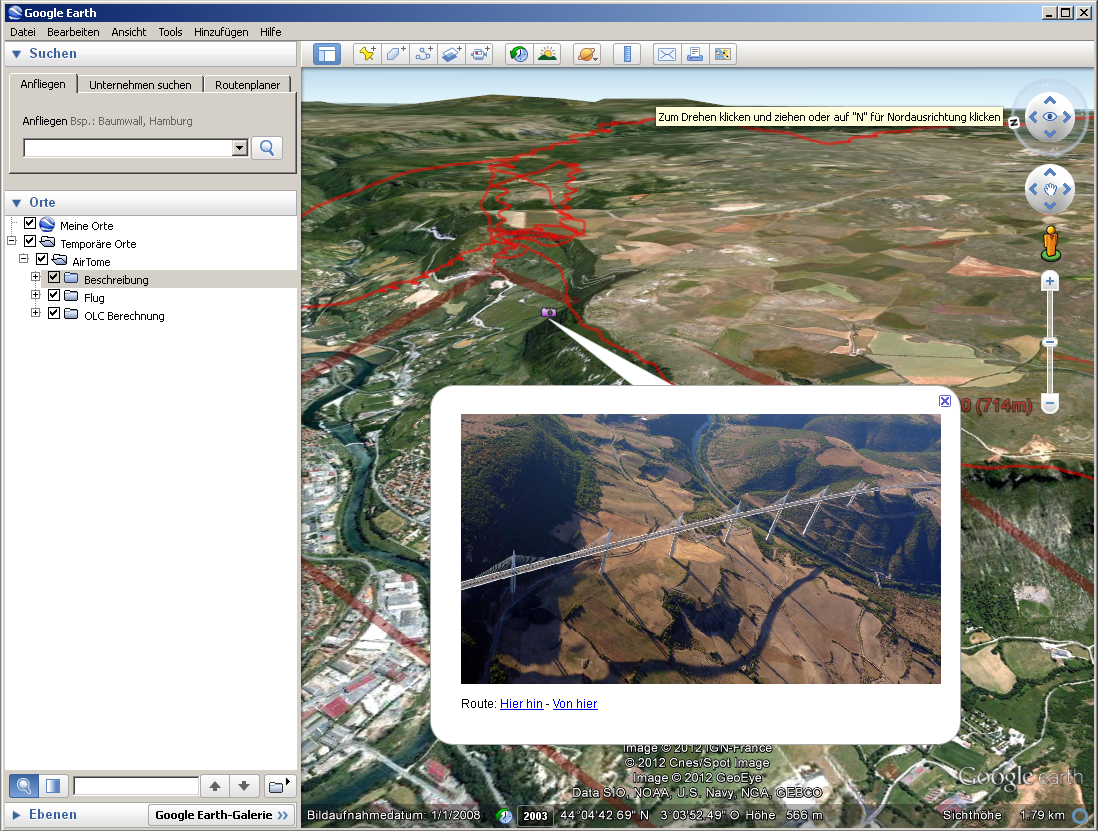 Google Earth
Datei Bearbeiten Ansicht Tools Hinzufügen Hilfe
Suchen
Anfliegen Unternehmen suchen Routenplaner
Anfliegen Bsp.: Baumwall, Hamburg
Zum Drehen klicken und ziehen oder auf "N" für Nordausrichtung klicken
N
Orte
Meine Orte
Temporäre Orte
AirTome
Beschreibung
Flug
OLC Berechnung
0 (714m)
Route: Hier hin - Von hier
Image © 2012 IGN-France
© 2012 Cnes/Spot Image
Image © 2012 GeoEye
Data SIO, NOAA, U.S. Navy, NGA, GEBCO
Google earth
Ebenen
Google Earth-Galerie »
Bildaufnahmedatum: 1/1/2008 2003 44°04'42.69" N 3°03'52.49" O Höhe 566 m Sichthöhe 1.79 km